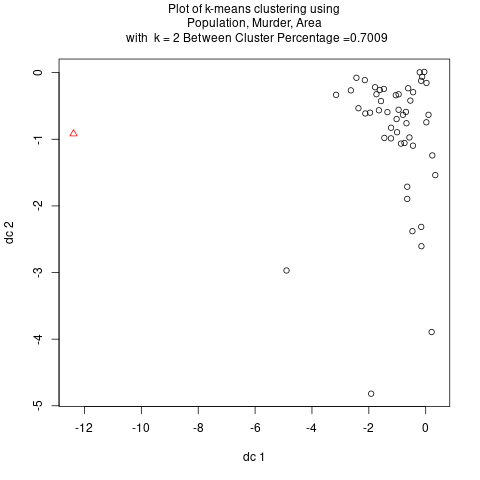 Plot of k-means clustering using
Population, Murder, Area
with  k = 2 Between Cluster Percentage =0.7009
0
-1
-2
-3
-4
-5
dc 2
-12 -10 -8 -6 -4 -2 0
dc 1